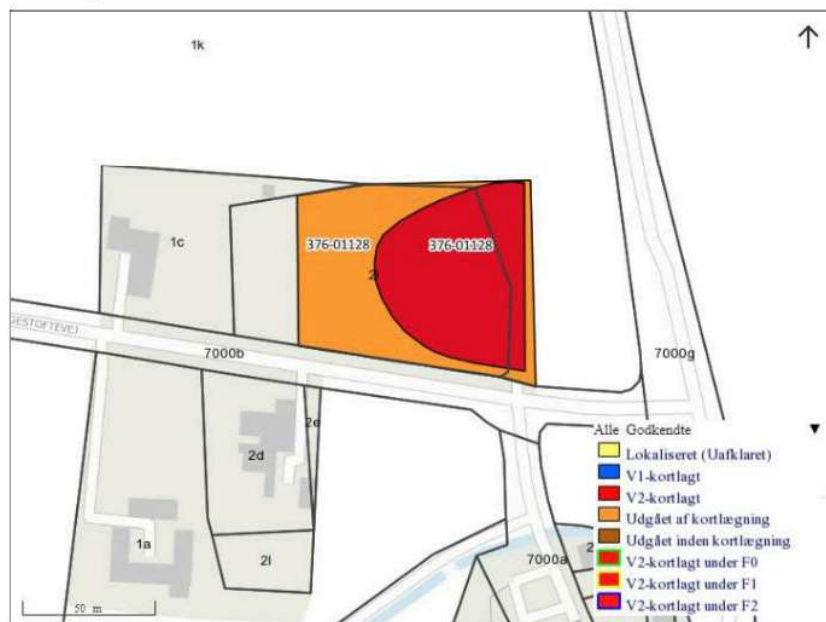 1k
1c
376-01128
376-01128
GESTOFTEVEJ
7000b
7000g
2e
2d
1a
2l
7000a
50 m
Alle Godkendte
Lokaliseret (Uafklaret)
V1-kortlagt
V2-kortlagt
Udgået af kortlægning
Udgået inden kortlægning
V2-kortlagt under F0
V2-kortlagt under F1
V2-kortlagt under F2